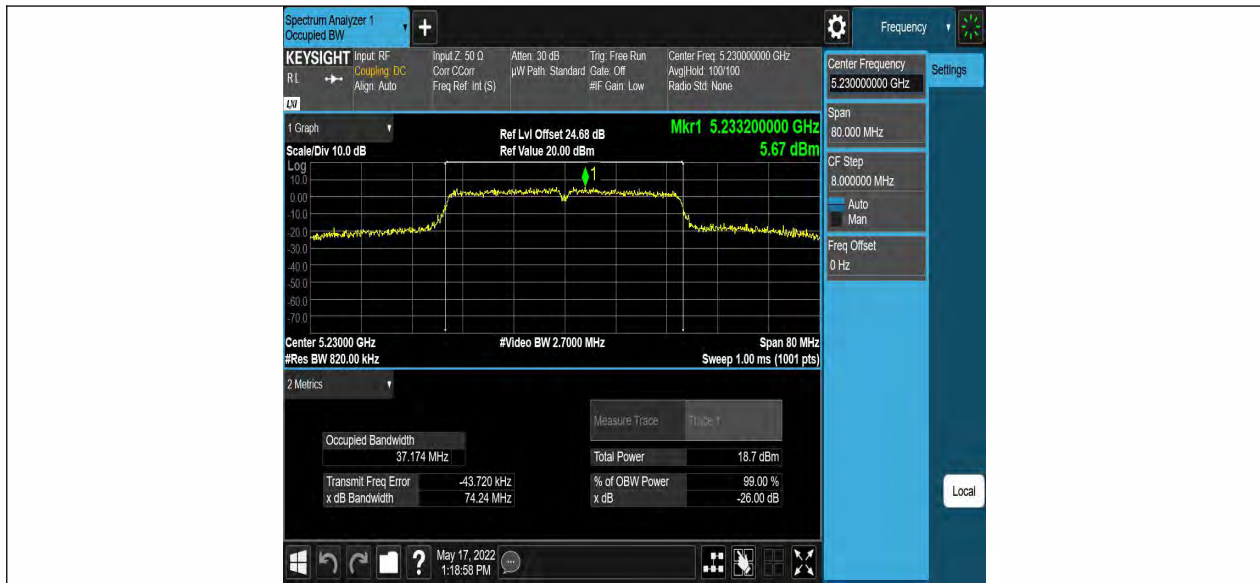 Spectrum Analyzer 1
Occupied BW
+
Frequency
KEYSIGHT
RL
LXI
Input: RF
Coupling: DC
Align: Auto
Input Z: 50 Ω
Corr CCorr
Freq Ref: Int (S)
Atten: 30 dB
µW Path: Standard
Trig: Free Run
Gate: Off
#IF Gain: Low
Center Freq: 5.230000000 GHz
Avg|Hold: 100/100
Radio Std: None
Center Frequency
5.230000000 GHz
Settings
Span
80.000 MHz
CF Step
8.000000 MHz
Auto
Man
Freq Offset
0 Hz
Local
1 Graph
Scale/Div 10.0 dB
Ref Lvl Offset 24.68 dB
Ref Value 20.00 dBm
Mkr1 5.233200000 GHz
5.67 dBm
Log
10.0
0.00
-10.0
-20.0
-30.0
-40.0
-50.0
-60.0
-70.0
1
Center 5.23000 GHz
#Res BW 820.00 kHz
#Video BW 2.7000 MHz
Span 80 MHz
Sweep 1.00 ms (1001 pts)
2 Metrics
Measure Trace
Trace 1
Occupied Bandwidth
37.174 MHz
Total Power 18.7 dBm
Transmit Freq Error -43.720 kHz
% of OBW Power 99.00 %
x dB Bandwidth 74.24 MHz
x dB -26.00 dB
?
May 17, 2022
1:18:58 PM